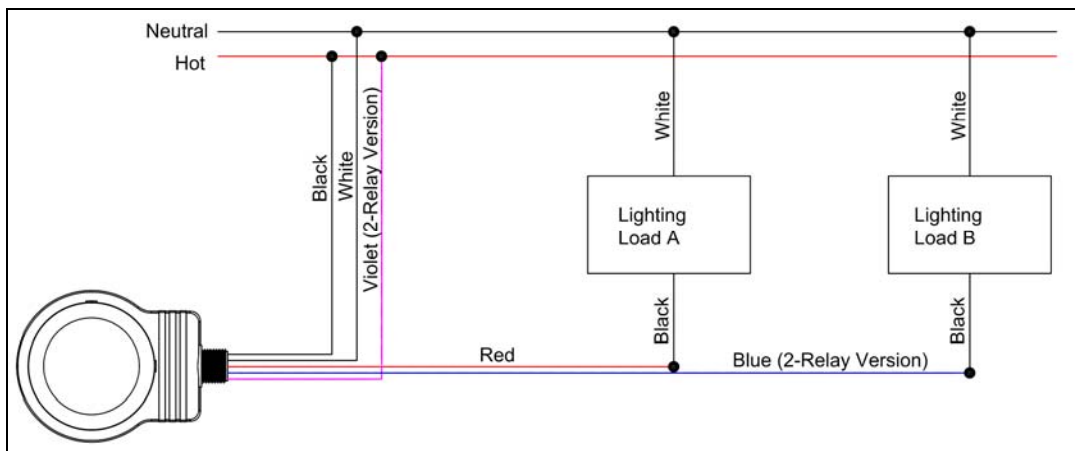 Neutral
Hot
Black
White
Violet (2-Relay Version)
White
White
Lighting
Load A
Lighting
Load B
Black
Black
Red
Blue (2-Relay Version)